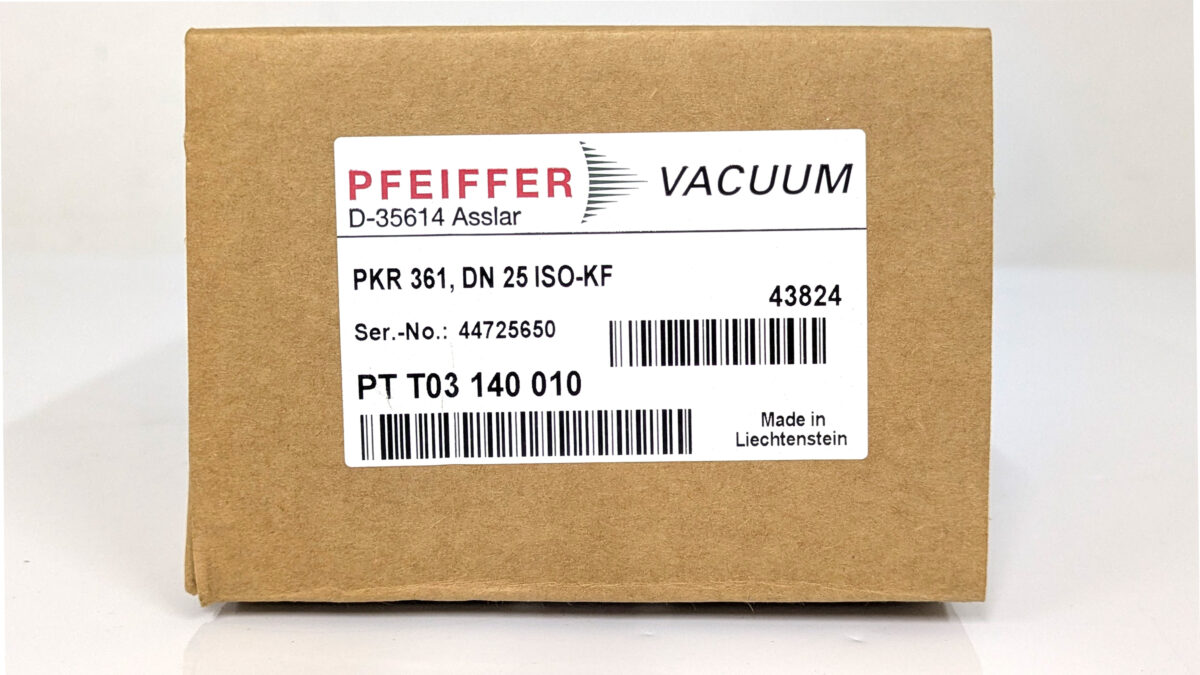 PFEIFFER VACUUM
D-35614 Asslar
PKR 361, DN 25 ISO-KF
43824
Ser.-No.: 44725650
PT T03 140 010
Made in
Liechtenstein